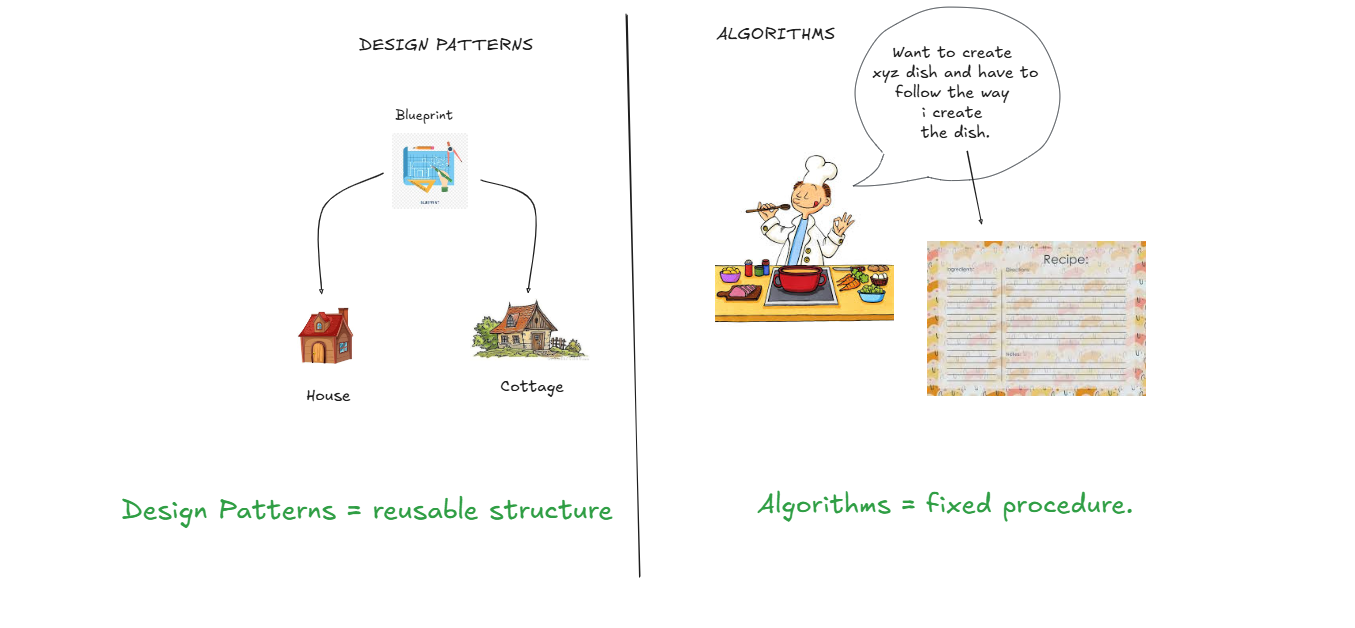 DESIGN PATTERNS
Blueprint
BLUEPRINT
House
Cottage
Design Patterns = reusable structure
ALGORITHMS
Want to create
xyz dish and have to
follow the way
i create
the dish.
Recipe:
Ingredients:
Directions:
Notes:
Algorithms = fixed procedure.